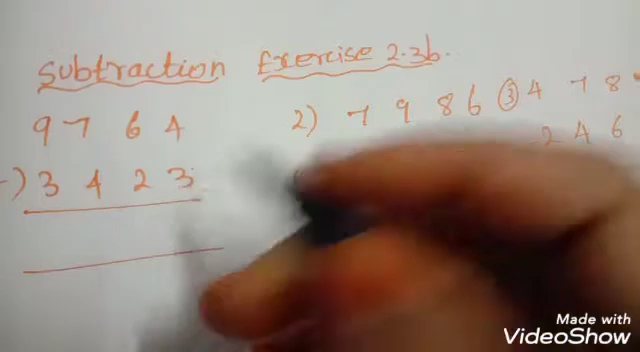 Subtraction Exercise 2.3b.
9 7 6 4
-) 3 4 2 3
2) 7 9 8 6 ③ 4 7 8
2 4 6
Made with
VideoShow